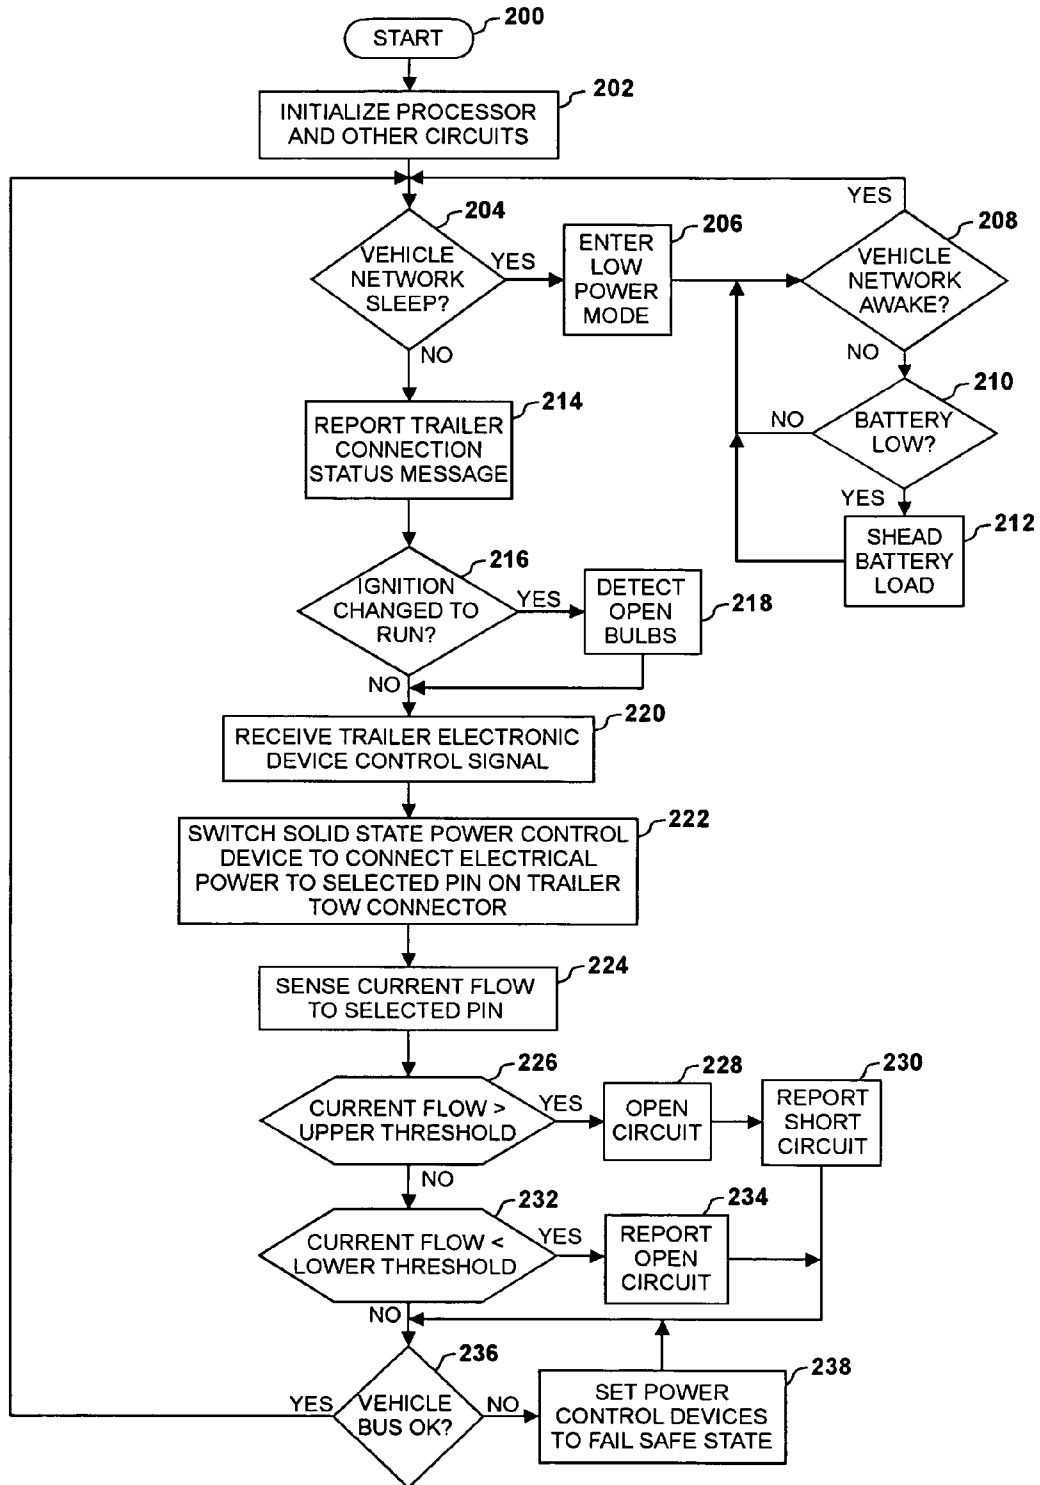 200
START
202
INITIALIZE PROCESSOR
AND OTHER CIRCUITS
204
VEHICLE
NETWORK
SLEEP?
YES
NO
206
ENTER
LOW
POWER
MODE
YES
208
VEHICLE
NETWORK
AWAKE?
NO
210
BATTERY
LOW?
NO
YES
212
SHEAD
BATTERY
LOAD
214
REPORT TRAILER
CONNECTION
STATUS MESSAGE
216
IGNITION
CHANGED TO
RUN?
YES
NO
218
DETECT
OPEN
BULBS
220
RECEIVE TRAILER ELECTRONIC
DEVICE CONTROL SIGNAL
222
SWITCH SOLID STATE POWER CONTROL
DEVICE TO CONNECT ELECTRICAL
POWER TO SELECTED PIN ON TRAILER
TOW CONNECTOR
224
SENSE CURRENT FLOW
TO SELECTED PIN
226
CURRENT FLOW >
UPPER THRESHOLD
YES
NO
228
OPEN
CIRCUIT
230
REPORT
SHORT
CIRCUIT
232
CURRENT FLOW <
LOWER THRESHOLD
YES
NO
234
REPORT
OPEN
CIRCUIT
236
VEHICLE
BUS OK?
YES
NO
238
SET POWER
CONTROL DEVICES
TO FAIL SAFE STATE